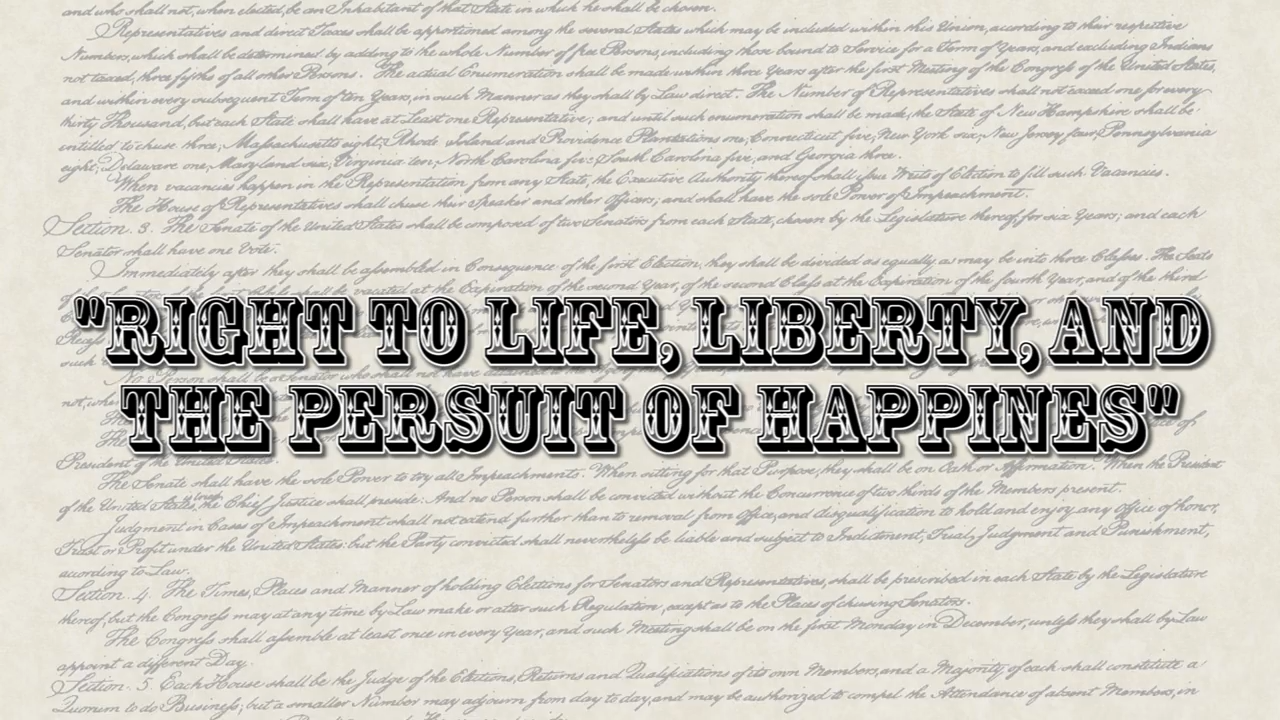 and who shall not, when elected, be an Inhabitant of that State in which he shall be chosen.
Representatives and direct Taxes shall be apportioned among the several States which may be included within this Union, according to their respective
Numbers, which shall be determined by adding to the whole Number of free Persons, including those bound to Service for a Term of Years, and excluding Indians
not taxed, three fifths of all other Persons. The actual Enumeration shall be made within three Years after the first Meeting of the Congress of the United States,
and within every subsequent Term of ten Years, in such Manner as they shall by Law direct. The Number of Representatives shall not exceed one for every
thirty Thousand, but each State shall have at Least one Representative; and until such enumeration shall be made, the State of New Hampshire shall be
entitled to chuse three, Massachusetts eight, Rhode Island and Providence Plantations one, Connecticut five, New York six, New Jersey four, Pennsylvania
eight, Delaware one, Maryland six, Virginia ten, North Carolina five, South Carolina five, and Georgia three.
When vacancies happen in the Representation from any State, the Executive Authority thereof shall issue Writs of Election to fill such Vacancies.
The House of Representatives shall chuse their Speaker and other Officers; and shall have the sole Power of Impeachment.
Section. 3. The Senate of the United States shall be composed of two Senators from each State, chosen by the Legislature thereof, for six Years; and each
Senator shall have one Vote.
Immediately after they shall be assembled in Consequence of the first Election, they shall be divided as equally as may be into three Classes. The Seats
"RIGHT TO LIFE, LIBERTY, AND
THE PERSUIT OF HAPPINES"
President of the United States.
The Senate shall have the sole Power to try all Impeachments. When sitting for that Purpose, they shall be on Oath or Affirmation. When the President
of the United States is tried, the Chief Justice shall preside: And no Person shall be convicted without the Concurrence of two thirds of the Members present.
Judgment in Cases of Impeachment shall not extend further than to removal from Office, and disqualification to hold and enjoy any Office of honor,
Trust or Profit under the United States: but the Party convicted shall nevertheless be liable and subject to Indictment, Trial, Judgment and Punishment,
according to Law.
Section. 4. The Times, Places and Manner of holding Elections for Senators and Representatives, shall be prescribed in each State by the Legislature
thereof; but the Congress may at any time by Law make or alter such Regulations, except as to the Places of chusing Senators.
The Congress shall assemble at least once in every Year, and such Meeting shall be on the first Monday in December, unless they shall by Law
appoint a different Day.
Section. 5. Each House shall be the Judge of the Elections, Returns and Qualifications of its own Members, and a Majority of each shall constitute a
Quorum to do Business; but a smaller Number may adjourn from day to day, and may be authorized to compel the Attendance of absent Members, in